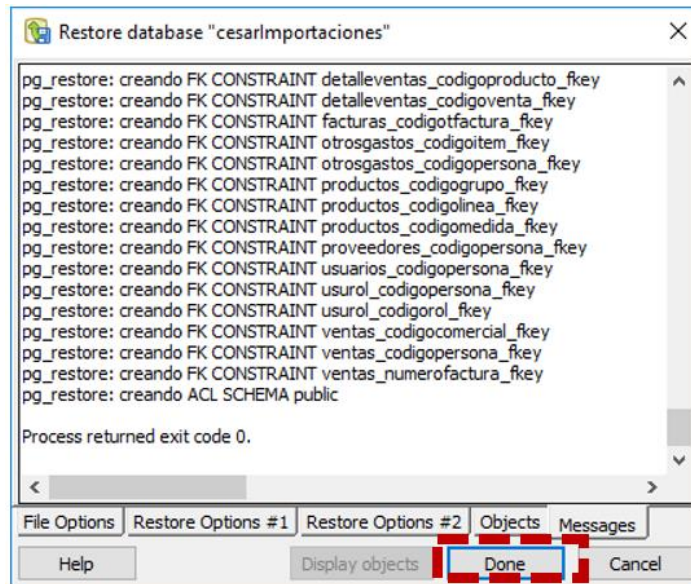 Restore database "cesarImportaciones"
pg_restore: creando FK CONSTRAINT detalleventas_codigoproducto_fkey
pg_restore: creando FK CONSTRAINT detalleventas_codigoventa_fkey
pg_restore: creando FK CONSTRAINT facturas_codigotfactura_fkey
pg_restore: creando FK CONSTRAINT otrosgastos_codigoitem_fkey
pg_restore: creando FK CONSTRAINT otrosgastos_codigopersona_fkey
pg_restore: creando FK CONSTRAINT productos_codigogrupo_fkey
pg_restore: creando FK CONSTRAINT productos_codigolinea_fkey
pg_restore: creando FK CONSTRAINT productos_codigomedida_fkey
pg_restore: creando FK CONSTRAINT proveedores_codigopersona_fkey
pg_restore: creando FK CONSTRAINT usuarios_codigopersona_fkey
pg_restore: creando FK CONSTRAINT usurol_codigopersona_fkey
pg_restore: creando FK CONSTRAINT usurol_codigorol_fkey
pg_restore: creando FK CONSTRAINT ventas_codigocomercial_fkey
pg_restore: creando FK CONSTRAINT ventas_codigopersona_fkey
pg_restore: creando FK CONSTRAINT ventas_numerofactura_fkey
pg_restore: creando ACL SCHEMA public
Process returned exit code 0.
File Options Restore Options #1 Restore Options #2 Objects Messages
Help Display objects Done Cancel